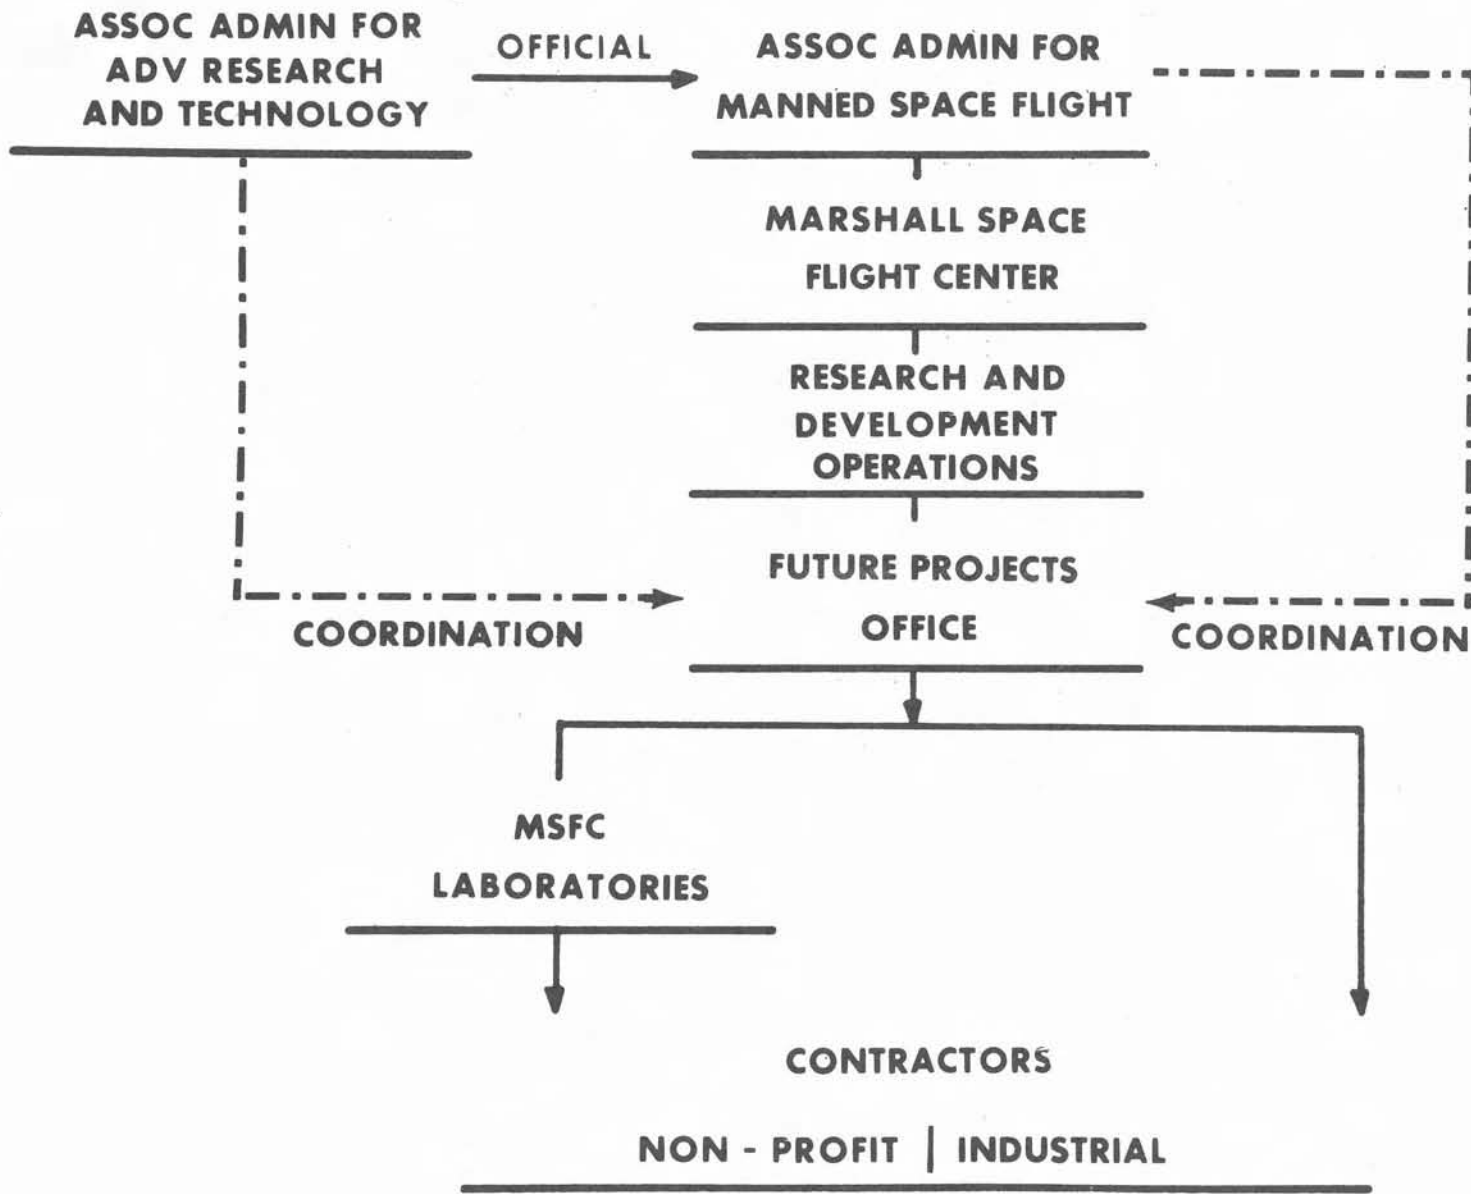 ASSOC ADMIN FOR
ADV RESEARCH
AND TECHNOLOGY
OFFICIAL
ASSOC ADMIN FOR
MANNED SPACE FLIGHT
MARSHALL SPACE
FLIGHT CENTER
RESEARCH AND
DEVELOPMENT
OPERATIONS
FUTURE PROJECTS
OFFICE
COORDINATION
COORDINATION
MSFC
LABORATORIES
CONTRACTORS
NON - PROFIT | INDUSTRIAL